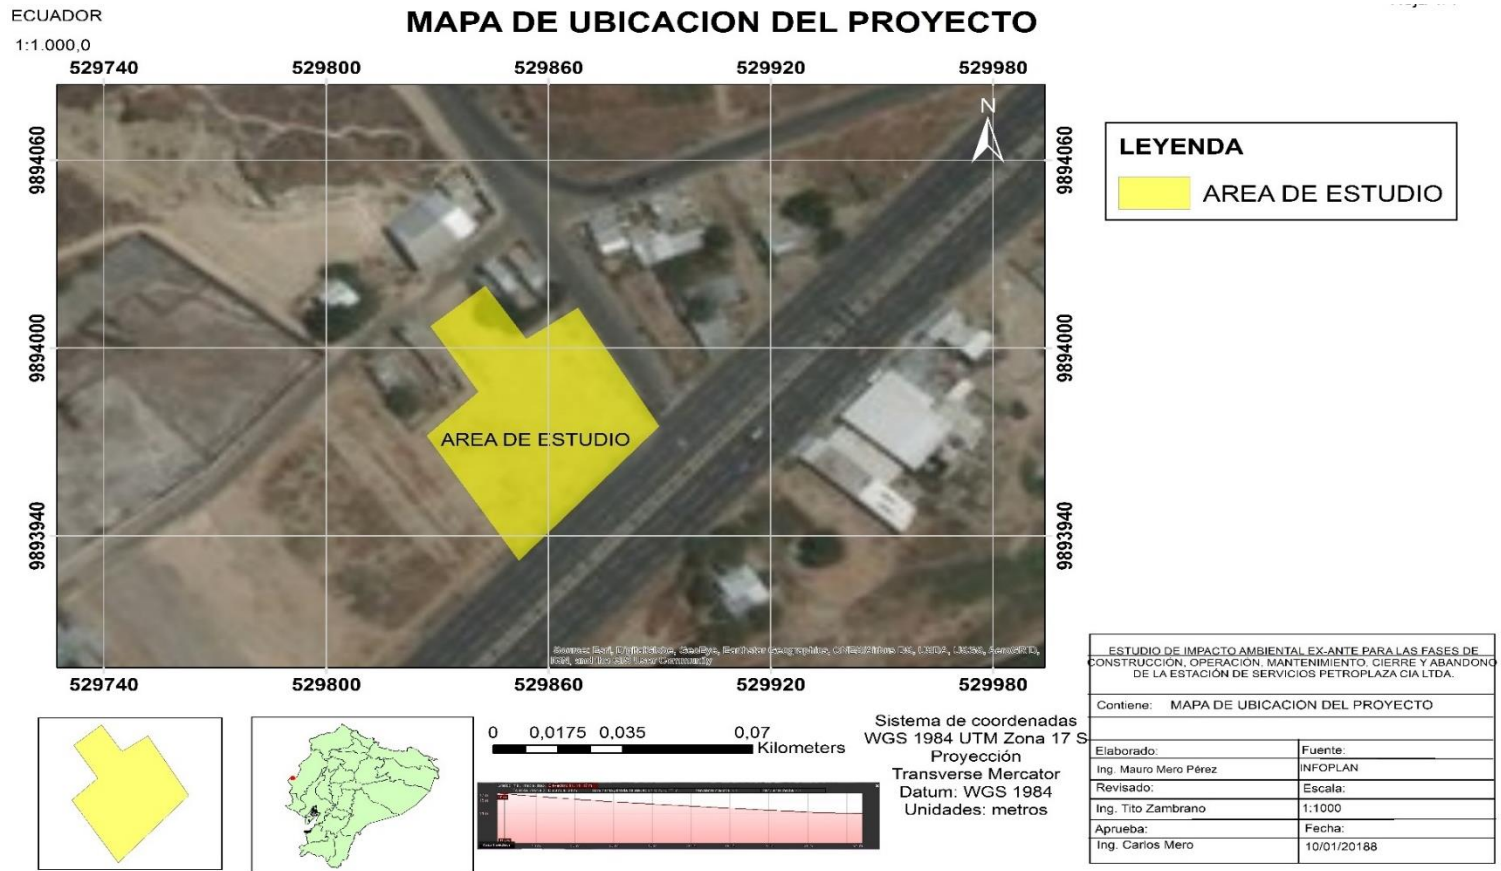 ECUADOR
MAPA DE UBICACION DEL PROYECTO
1:1.000,0
529740 529800 529860 529920 529980
9894060
9894000
9893940
N
9894060
9894000
9893940
AREA DE ESTUDIO
529740 529800 529860 529920 529980
LEYENDA
AREA DE ESTUDIO
0 0,0175 0,035 0,07
Kilometers
Sistema de coordenadas
WGS 1984 UTM Zona 17 S
Proyección
Transverse Mercator
Datum: WGS 1984
Unidades: metros
ESTUDIO DE IMPACTO AMBIENTAL EX-ANTE PARA LAS FASES DE
CONSTRUCCIÓN, OPERACIÓN, MANTENIMIENTO, CIERRE Y ABANDONO
DE LA ESTACIÓN DE SERVICIOS PETROPLAZA CIA LTDA.
Contiene: MAPA DE UBICACION DEL PROYECTO
Elaborado: Fuente:
Ing. Mauro Mero Pérez INFOPLAN
Revisado: Escala:
Ing. Tito Zambrano 1:1000
Aprueba: Fecha:
Ing. Carlos Mero 10/01/20188